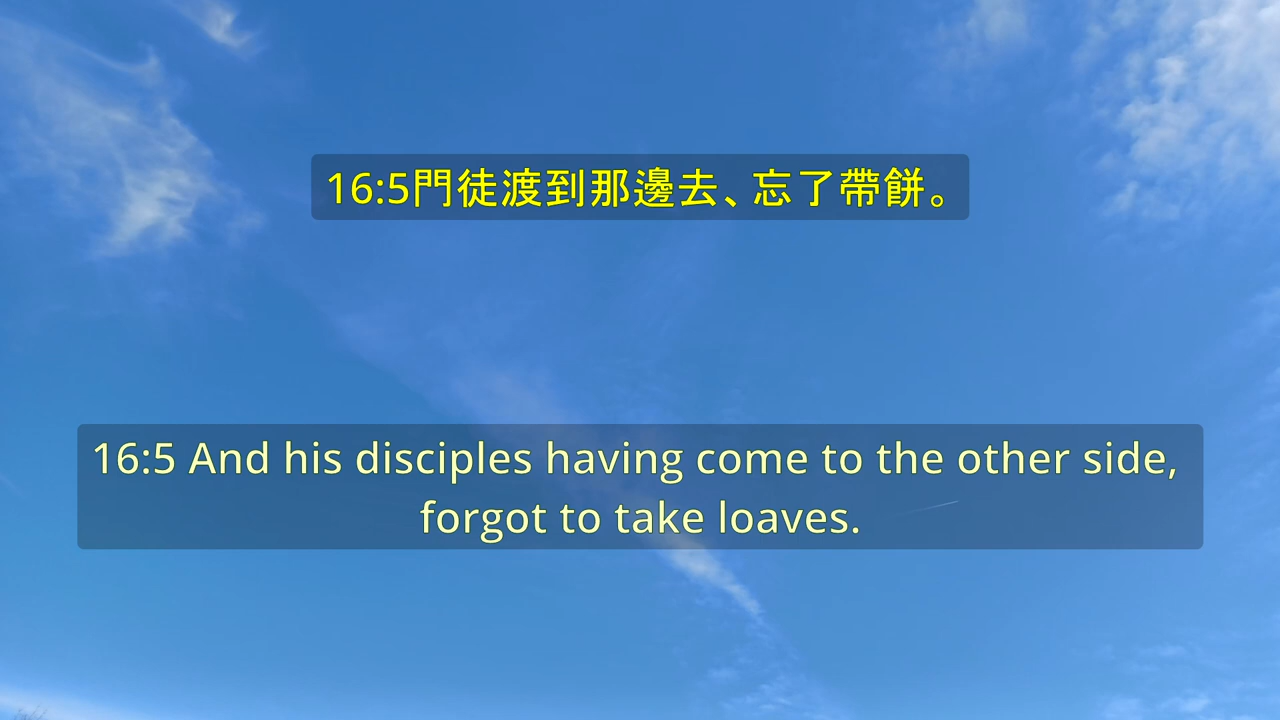 16:5門徒渡到那邊去、忘了帶餅。
16:5 And his disciples having come to the other side,
forgot to take loaves.